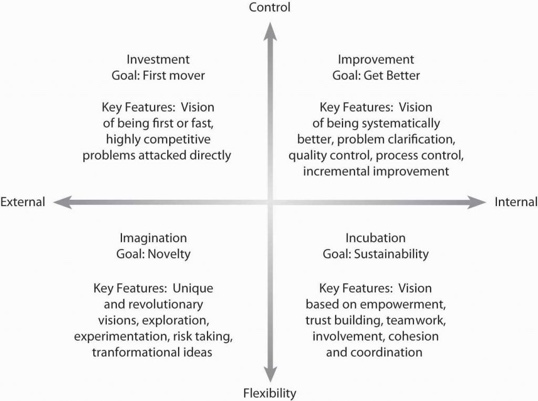 Control
Investment
Goal: First mover
Key Features: Vision
of being first or fast,
highly competitive
problems attacked directly
Improvement
Goal: Get Better
Key Features: Vision
of being systematically
better, problem clarification,
quality control, process control,
incremental improvement
External
Internal
Imagination
Goal: Novelty
Key Features: Unique
and revolutionary
visions, exploration,
experimentation, risk taking,
tranformational ideas
Incubation
Goal: Sustainability
Key Features: Vision
based on empowerment,
trust building, teamwork,
involvement, cohesion
and coordination
Flexibility